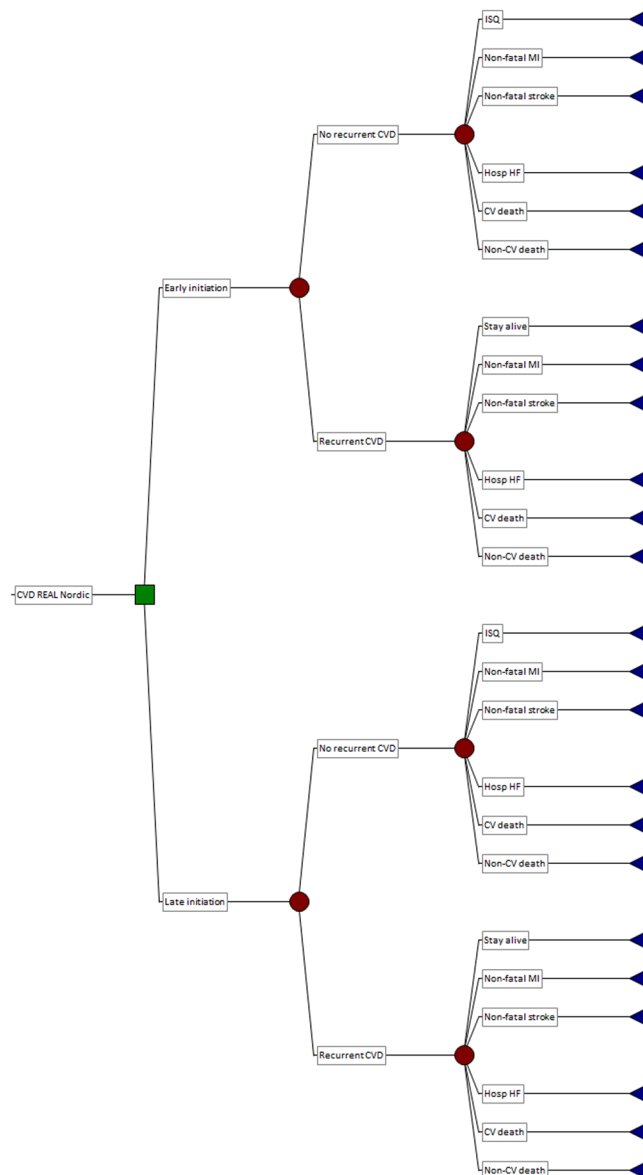 ISQ
Non-fatal MI
Non-fatal stroke
No recurrent CVD
Hosp HF
CV death
Non-CV death
Early initiation
Stay alive
Non-fatal MI
Non-fatal stroke
Recurrent CVD
Hosp HF
CV death
Non-CV death
CVD REAL Nordic
ISQ
Non-fatal MI
Non-fatal stroke
No recurrent CVD
Hosp HF
CV death
Non-CV death
Late initiation
Stay alive
Non-fatal MI
Non-fatal stroke
Recurrent CVD
Hosp HF
CV death
Non-CV death